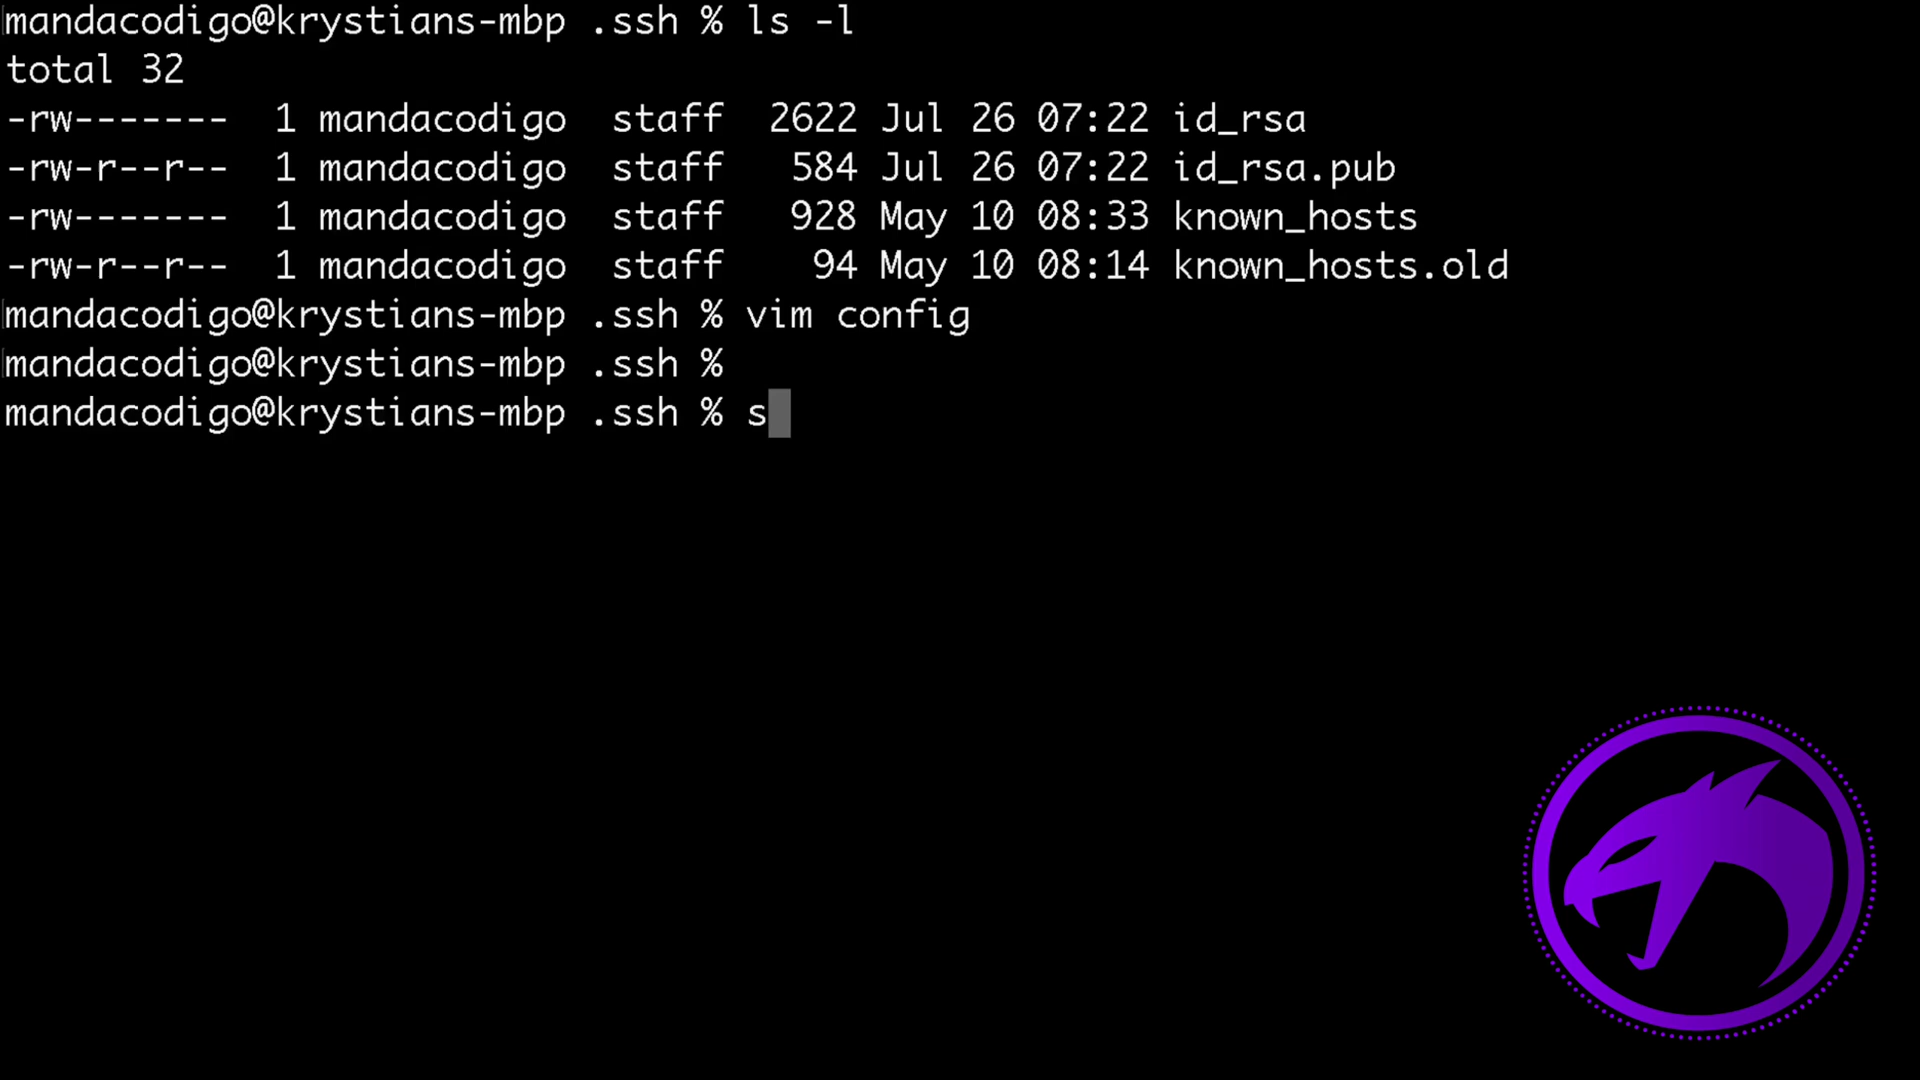 mandacodigo@krystians-mbp .ssh % ls -l
total 32
-rw-------  1 mandacodigo  staff  2622 Jul 26 07:22 id_rsa
-rw-r--r--  1 mandacodigo  staff   584 Jul 26 07:22 id_rsa.pub
-rw-------  1 mandacodigo  staff   928 May 10 08:33 known_hosts
-rw-r--r--  1 mandacodigo  staff    94 May 10 08:14 known_hosts.old
mandacodigo@krystians-mbp .ssh % vim config
mandacodigo@krystians-mbp .ssh %
mandacodigo@krystians-mbp .ssh % s